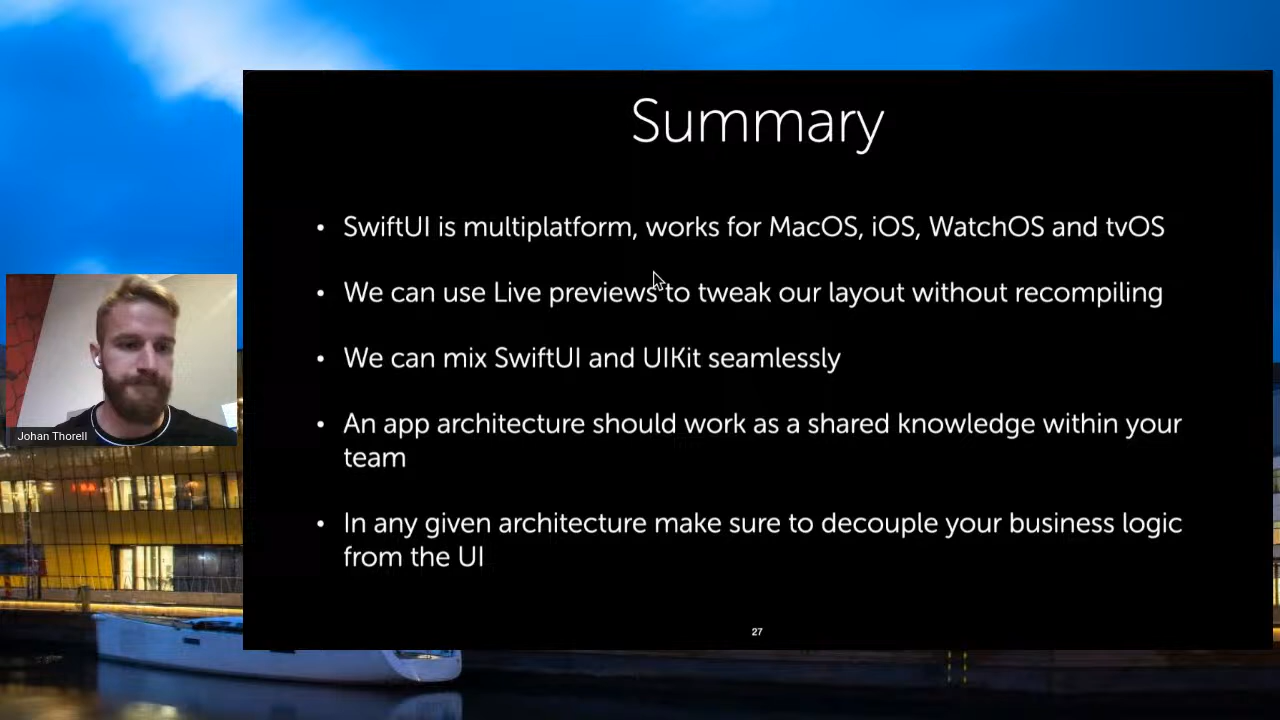 Summary
• SwiftUI is multiplatform, works for MacOS, iOS, WatchOS and tvOS
• We can use Live previews to tweak our layout without recompiling
• We can mix SwiftUI and UIKit seamlessly
• An app architecture should work as a shared knowledge within your
team
• In any given architecture make sure to decouple your business logic
from the UI
27
Johan Thorell